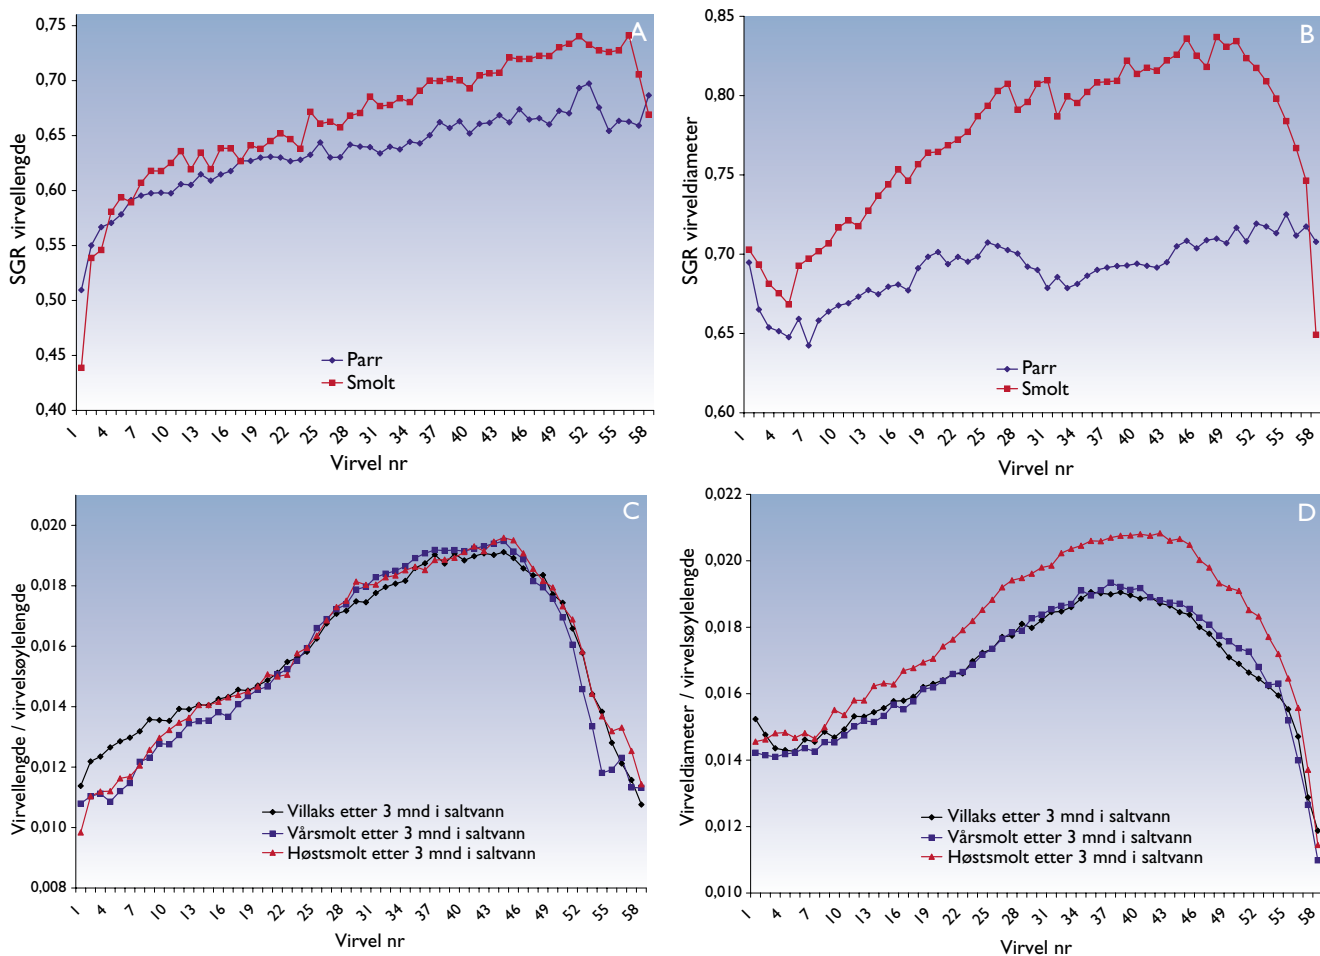 A
SGR virvellengde
0,75
0,70
0,65
0,60
0,55
0,50
0,45
0,40
Parr
Smolt
1 4 7 10 13 16 19 22 25 28 31 34 37 40 43 46 49 52 55 58
Virvel nr
B
SGR virveldiameter
0,85
0,80
0,75
0,70
0,65
0,60
Parr
Smolt
1 4 7 10 13 16 19 22 25 28 31 34 37 40 43 46 49 52 55 58
Virvel nr
C
Virvellengde / virvelsøylelengde
0,020
0,018
0,016
0,014
0,012
0,010
0,008
Villaks etter 3 mnd i saltvann
Vårsmolt etter 3 mnd i saltvann
Høstsmolt etter 3 mnd i saltvann
1 4 7 10 13 16 19 22 25 28 31 34 37 40 43 46 49 52 55 58
Virvel nr
D
Virveldiameter / virvelsøylelengde
0,022
0,020
0,018
0,016
0,014
0,012
0,010
Villaks etter 3 mnd i saltvann
Vårsmolt etter 3 mnd i saltvann
Høstsmolt etter 3 mnd i saltvann
1 4 7 10 13 16 19 22 25 28 31 34 37 40 43 46 49 52 55 58
Virvel nr